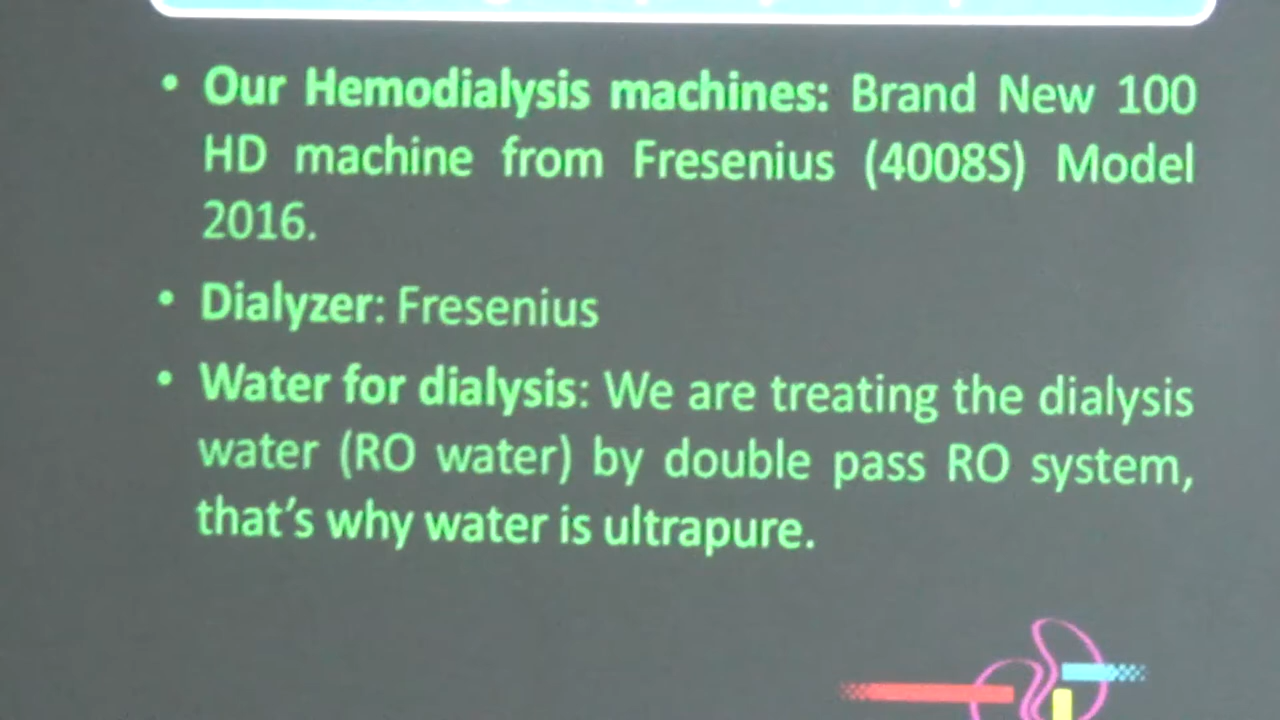 • Our Hemodialysis machines: Brand New 100
HD machine from Fresenius (4008S) Model
2016.
• Dialyzer: Fresenius
• Water for dialysis: We are treating the dialysis
water (RO water) by double pass RO system,
that's why water is ultrapure.